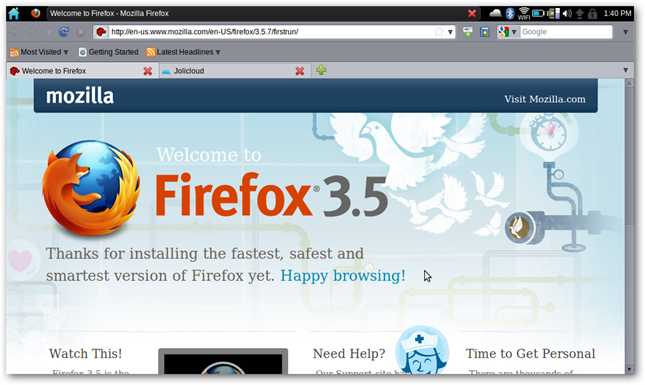 Welcome to Firefox - Mozilla Firefox
WIFI
1:40 PM
http://en-us.www.mozilla.com/en-US/firefox/3.5.7/firstrun/
Google
Most Visited
Getting Started
Latest Headlines
Welcome to Firefox
Jolicloud
mozilla
Visit Mozilla.com
Welcome to
Firefox® 3.5
Thanks for installing the fastest, safest and
smartest version of Firefox yet. Happy browsing!
Watch This!
Need Help?
Time to Get Personal
Firefox 3.5 is the
Our Support site ha
There are thousands of